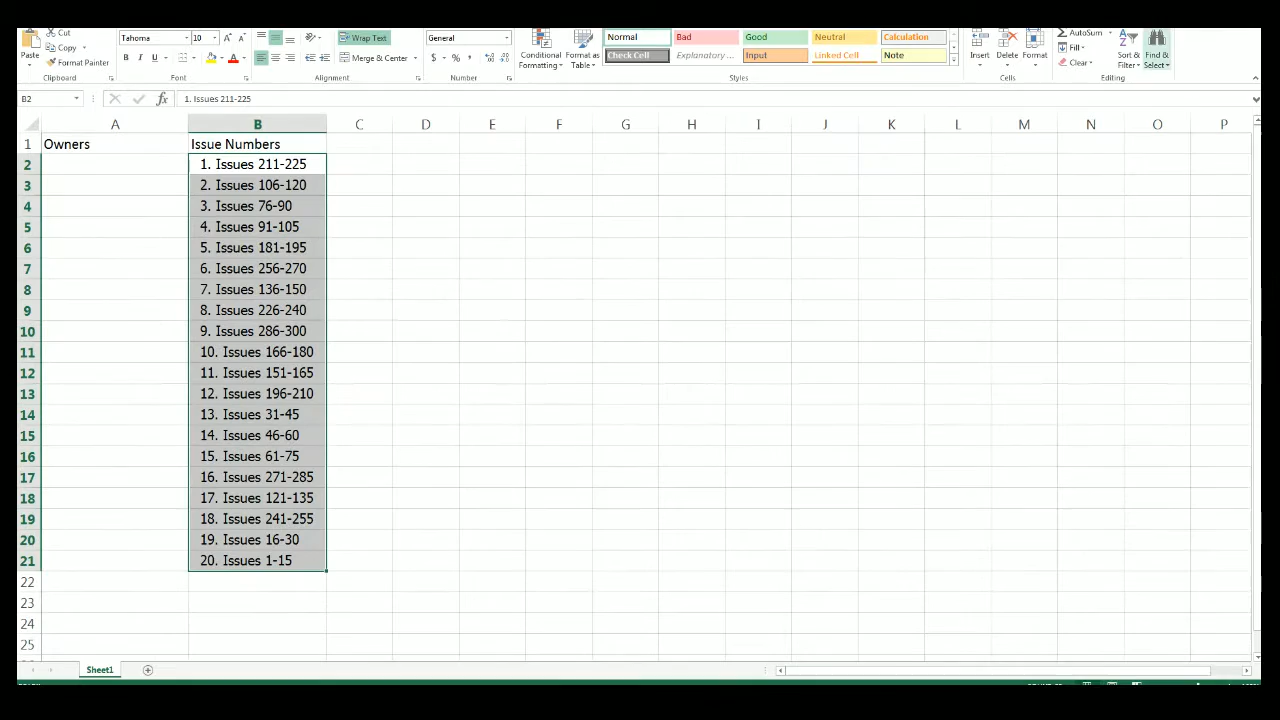 Cut
Tahoma 10 A A Wrap Text General Normal Bad Good Neutral Calculation AutoSum
Paste Copy Conditional Format as Insert Delete Format Fill Sort & Find &
Format Painter B I U Merge & Center $ % , Formatting Table Check Cell Explanatory ... Input Linked Cell Note Clear Filter Select
Clipboard Font Alignment Number Styles Cells Editing
B2 fx 1. Issues 211-225
A B C D E F G H I J K L M N O P
1 Owners Issue Numbers
2 1. Issues 211-225
3 2. Issues 106-120
4 3. Issues 76-90
5 4. Issues 91-105
6 5. Issues 181-195
7 6. Issues 256-270
8 7. Issues 136-150
9 8. Issues 226-240
10 9. Issues 286-300
11 10. Issues 166-180
12 11. Issues 151-165
13 12. Issues 196-210
14 13. Issues 31-45
15 14. Issues 46-60
16 15. Issues 61-75
17 16. Issues 271-285
18 17. Issues 121-135
19 18. Issues 241-255
20 19. Issues 16-30
21 20. Issues 1-15
22
23
24
25
Sheet1